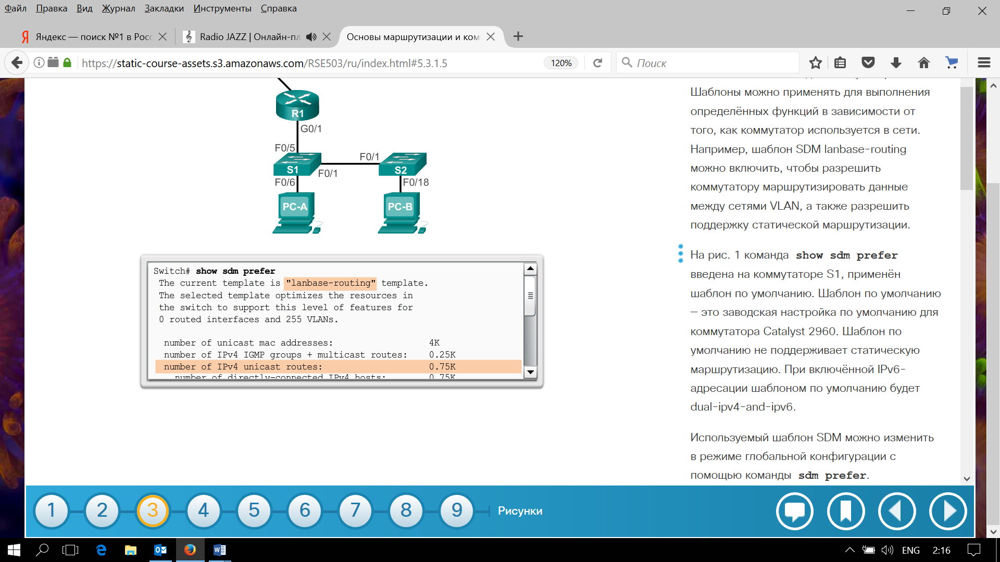 Файл Правка Вид Журнал Закладки Инструменты Справка
Яндекс — поиск №1 в Росс
Radio JAZZ | Онлайн-пл
Основы маршрутизации и ком
https://static-course-assets.s3.amazonaws.com/RSE503/ru/index.html#5.3.1.5
120%
Поиск
R1
G0/1
F0/5
S1
F0/1
F0/1
S2
F0/6
F0/18
PC-A
PC-B
Switch# show sdm prefer
The current template is "lanbase-routing" template.
The selected template optimizes the resources in
the switch to support this level of features for
0 routed interfaces and 255 VLANs.
number of unicast mac addresses: 4K
number of IPv4 IGMP groups + multicast routes: 0.25K
number of IPv4 unicast routes: 0.75K
number of directly-connected IPv4 hosts: 0.75K
Шаблоны можно применять для выполнения
определённых функций в зависимости от
того, как коммутатор используется в сети.
Например, шаблон SDM lanbase-routing
можно включить, чтобы разрешить
коммутатору маршрутизировать данные
между сетями VLAN, а также разрешить
поддержку статической маршрутизации.
На рис. 1 команда show sdm prefer
введена на коммутаторе S1, применён
шаблон по умолчанию. Шаблон по умолчанию
– это заводская настройка по умолчанию для
коммутатора Catalyst 2960. Шаблон по
умолчанию не поддерживает статическую
маршрутизацию. При включённой IPv6-
адресации шаблоном по умолчанию будет
dual-ipv4-and-ipv6.
Используемый шаблон SDM можно изменить
в режиме глобальной конфигурации с
помощью команды sdm prefer.
1 2 3 4 5 6 7 8 9 Рисунки
ENG 2:16